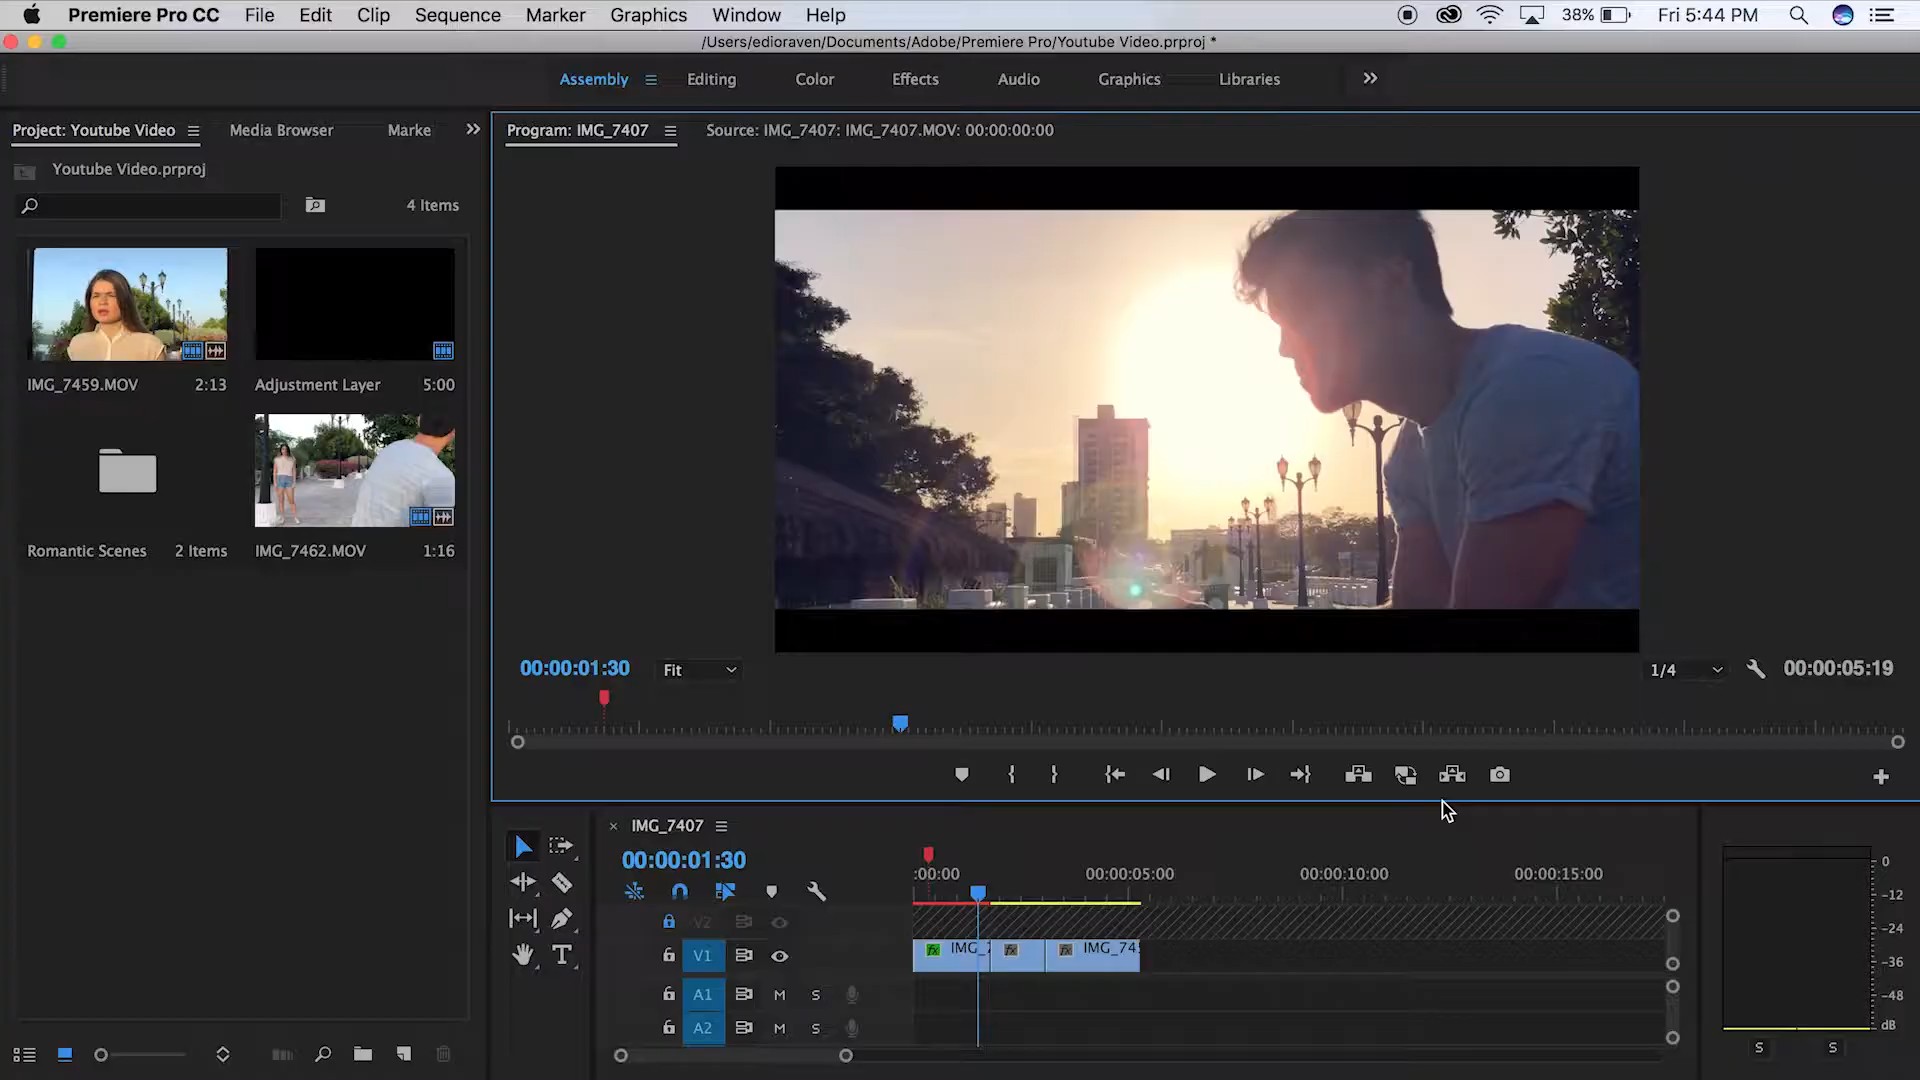 Premiere Pro CC File Edit Clip Sequence Marker Graphics Window Help 38% Fri 5:44 PM
/Users/edioraven/Documents/Adobe/Premiere Pro/Youtube Video.prproj *
Assembly Editing Color Effects Audio Graphics Libraries
Project: Youtube Video Media Browser Marke
Program: IMG_7407 Source: IMG_7407: IMG_7407.MOV: 00:00:00:00
Youtube Video.prproj
4 Items
IMG_7459.MOV 2:13
Adjustment Layer 5:00
Romantic Scenes 2 Items
IMG_7462.MOV 1:16
00:00:01:30 Fit 1/4 00:00:05:19
IMG_7407
00:00:01:30
:00:00 00:00:05:00 00:00:10:00 00:00:15:00
V2
V1 fx IMG_7 fx fx IMG_745
A1 M S
A2 M S
0
-12
-24
-36
-48
dB
S S